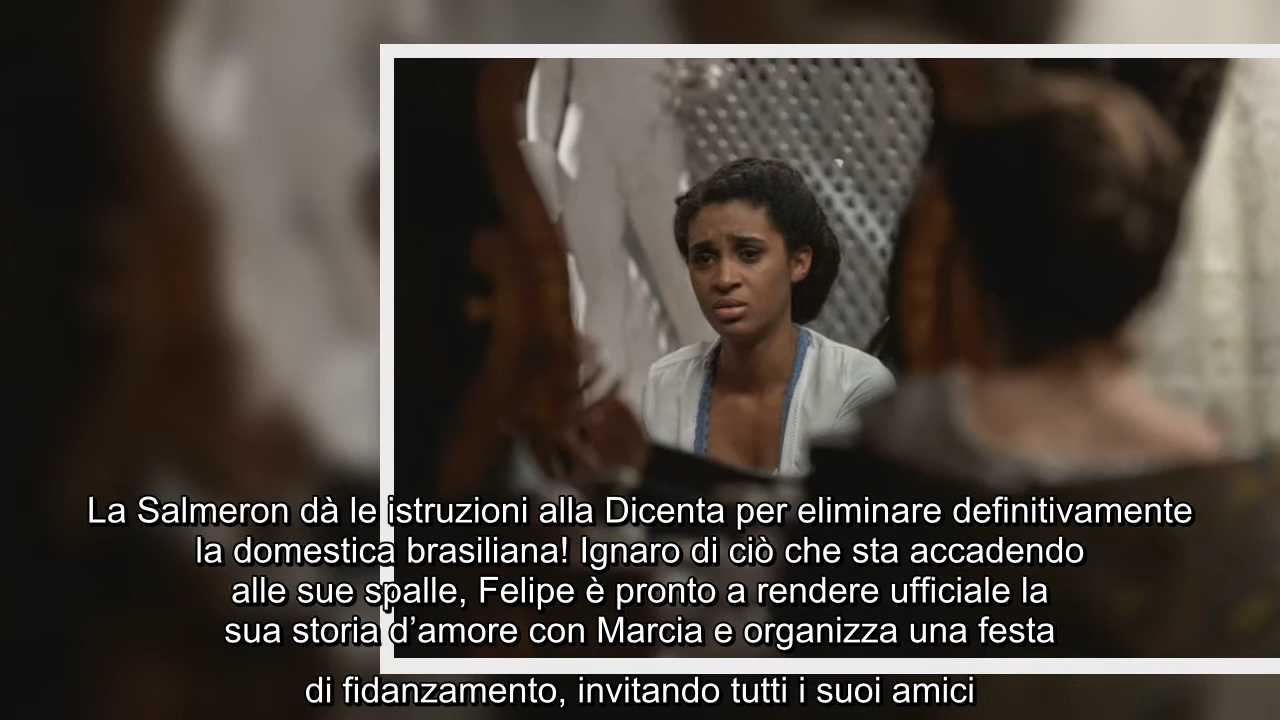 La Salmeron dà le istruzioni alla Dicenta per eliminare definitivamente
la domestica brasiliana! Ignaro di ciò che sta accadendo
alle sue spalle, Felipe è pronto a rendere ufficiale la
sua storia d’amore con Marcia e organizza una festa
di fidanzamento, invitando tutti i suoi amici